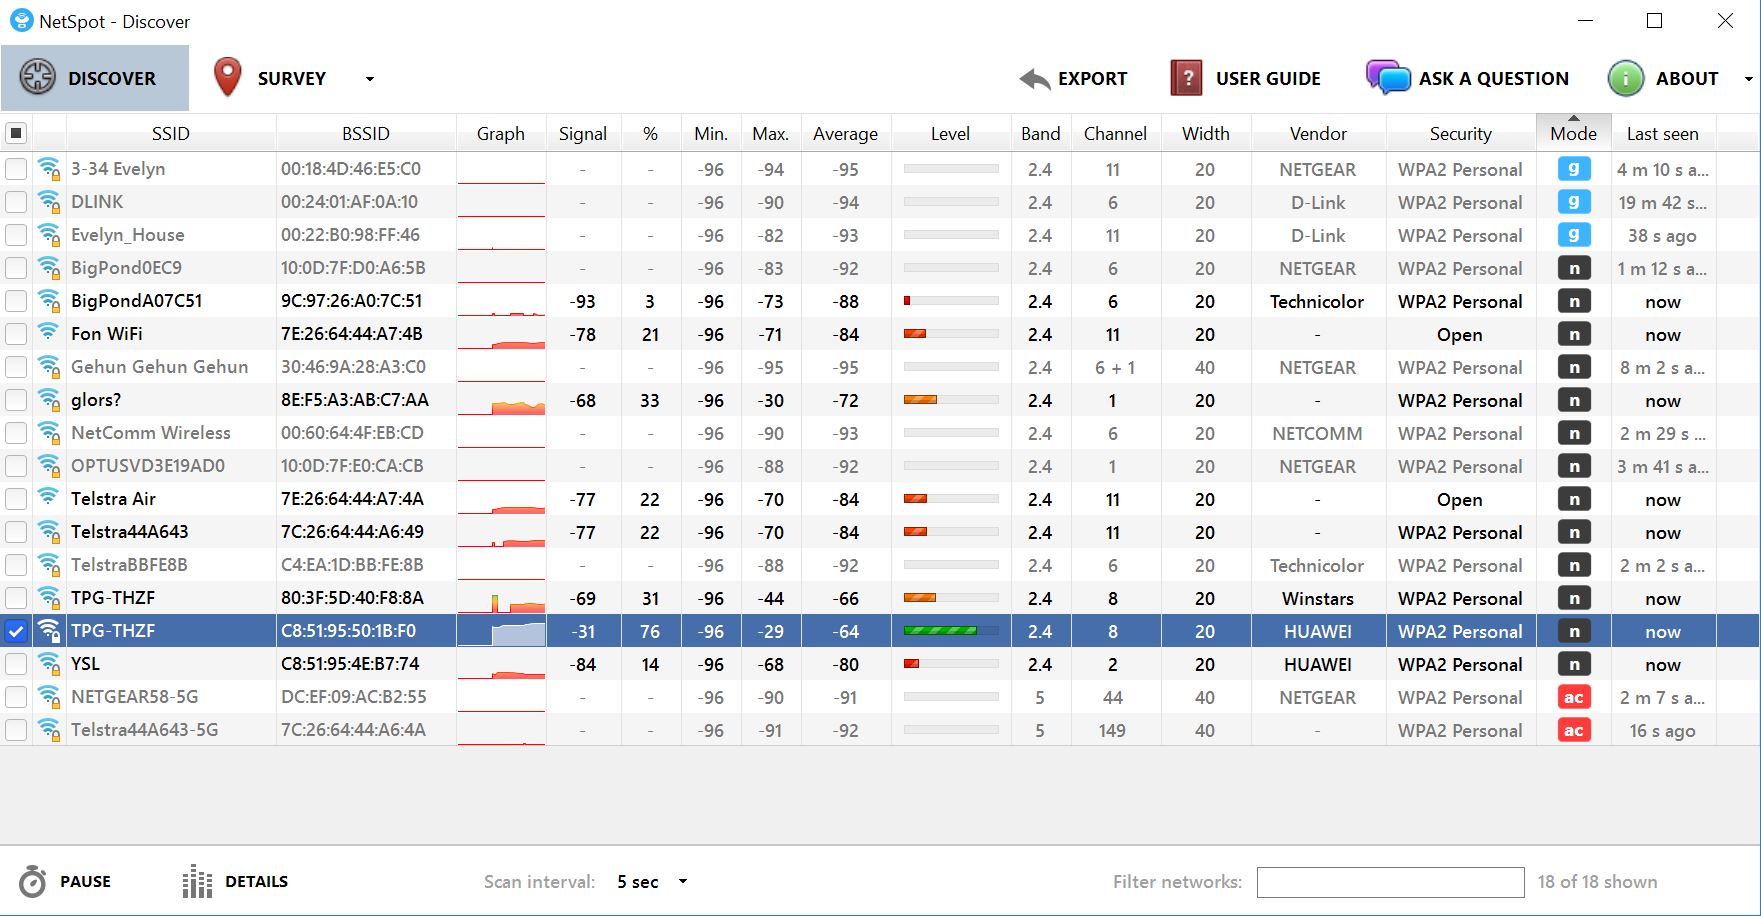 NetSpot - Discover
DISCOVER SURVEY EXPORT ? USER GUIDE ASK A QUESTION i ABOUT
SSID BSSID Graph Signal % Min. Max. Average Level Band Channel Width Vendor Security Mode Last seen
3-34 Evelyn 00:18:4D:46:E5:C0 - - -96 -94 -95 2.4 11 20 NETGEAR WPA2 Personal g 4 m 10 s a...
DLINK 00:24:01:AF:0A:10 - - -96 -90 -94 2.4 6 20 D-Link WPA2 Personal g 19 m 42 s...
Evelyn_House 00:22:B0:98:FF:46 - - -96 -82 -93 2.4 11 20 D-Link WPA2 Personal g 38 s ago
BigPond0EC9 10:0D:7F:D0:A6:5B - - -96 -83 -92 2.4 6 20 NETGEAR WPA2 Personal n 1 m 12 s a...
BigPondA07C51 9C:97:26:A0:7C:51 -93 3 -96 -73 -88 2.4 6 20 Technicolor WPA2 Personal n now
Fon WiFi 7E:26:64:44:A7:4B -78 21 -96 -71 -84 2.4 11 20 - Open n now
Gehun Gehun Gehun 30:46:9A:28:A3:C0 - - -96 -95 -95 2.4 6 + 1 40 NETGEAR WPA2 Personal n 8 m 2 s a...
glors? 8E:F5:A3:AB:C7:AA -68 33 -96 -30 -72 2.4 1 20 - WPA2 Personal n now
NetComm Wireless 00:60:64:4F:EB:CD - - -96 -90 -93 2.4 6 20 NETCOMM WPA2 Personal n 2 m 29 s ...
OPTUSVD3E19AD0 10:0D:7F:E0:CA:CB - - -96 -88 -92 2.4 1 20 NETGEAR WPA2 Personal n 3 m 41 s a...
Telstra Air 7E:26:64:44:A7:4A -77 22 -96 -70 -84 2.4 11 20 - Open n now
Telstra44A643 7C:26:64:44:A6:49 -77 22 -96 -70 -84 2.4 11 20 - WPA2 Personal n now
TelstraBBFE8B C4:EA:1D:BB:FE:8B - - -96 -88 -92 2.4 6 20 Technicolor WPA2 Personal n 2 m 2 s a...
TPG-THZF 80:3F:5D:40:F8:8A -69 31 -96 -44 -66 2.4 8 20 Winstars WPA2 Personal n now
TPG-THZF C8:51:95:50:1B:F0 -31 76 -96 -29 -64 2.4 8 20 HUAWEI WPA2 Personal n now
YSL C8:51:95:4E:B7:74 -84 14 -96 -68 -80 2.4 2 20 HUAWEI WPA2 Personal n now
NETGEAR58-5G DC:EF:09:AC:B2:55 - - -96 -90 -91 5 44 40 NETGEAR WPA2 Personal ac 2 m 7 s a...
Telstra44A643-5G 7C:26:64:44:A6:4A - - -96 -91 -92 5 149 40 - WPA2 Personal ac 16 s ago
PAUSE DETAILS Scan interval: 5 sec Filter networks: 18 of 18 shown